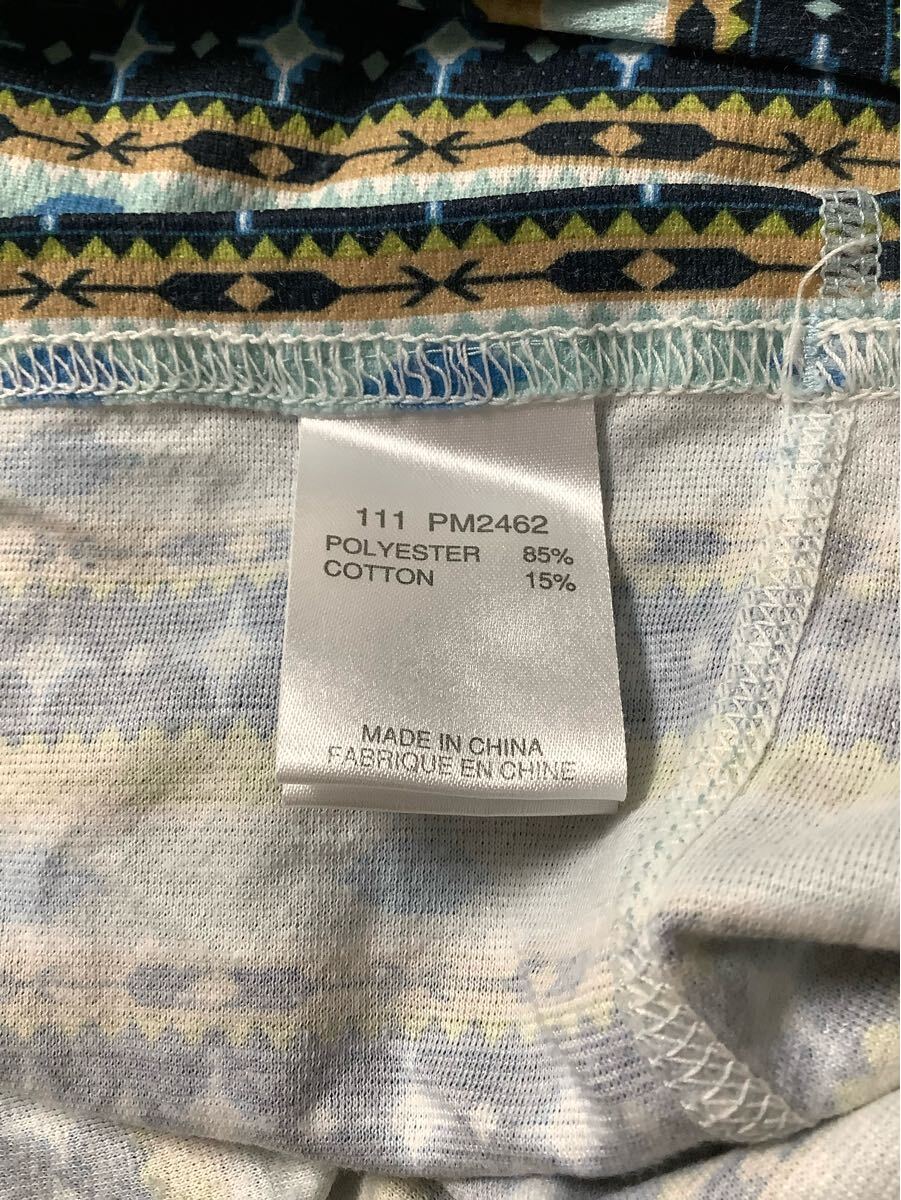 111 PM2462
POLYESTER 85%
COTTON 15%
MADE IN CHINA
FABRIQUE EN CHINE